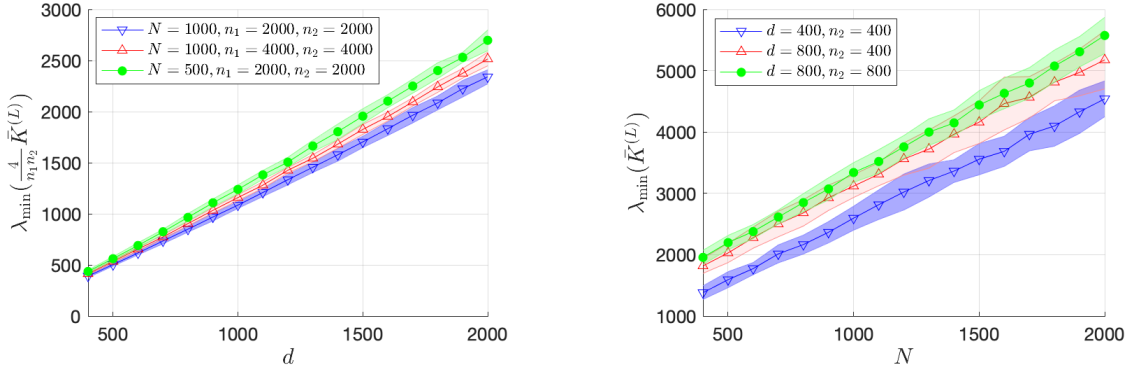 3000
2500
2000
1500
1000
500
0
λ_min(4/(n₁n₂) K̄^(L))
N = 1000, n₁ = 2000, n₂ = 2000
N = 1000, n₁ = 4000, n₂ = 4000
N = 500, n₁ = 2000, n₂ = 2000
500 1000 1500 2000
d
6000
5000
4000
3000
2000
1000
λ_min(K̄^(L))
d = 400, n₂ = 400
d = 800, n₂ = 400
d = 800, n₂ = 800
500 1000 1500 2000
N